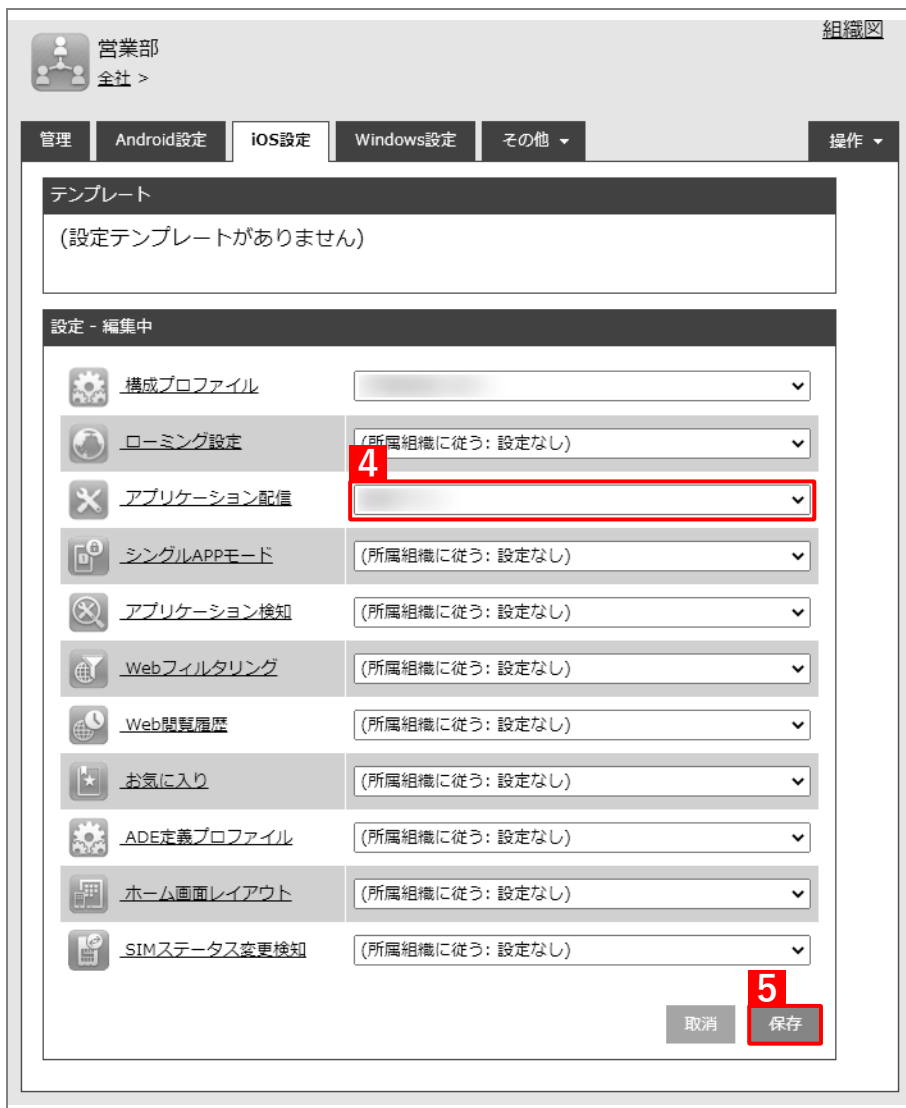 組織図
営業部
全社 >
管理 Android設定 iOS設定 Windows設定 その他 操作
テンプレート
(設定テンプレートがありません)
設定 - 編集中
構成プロファイル
ローミング設定 (所属組織に従う: 設定なし)
4
アプリケーション配信
シングルAPPモード (所属組織に従う: 設定なし)
アプリケーション検知 (所属組織に従う: 設定なし)
Webフィルタリング (所属組織に従う: 設定なし)
Web閲覧履歴 (所属組織に従う: 設定なし)
お気に入り (所属組織に従う: 設定なし)
ADE定義プロファイル (所属組織に従う: 設定なし)
ホーム画面レイアウト (所属組織に従う: 設定なし)
SIMステータス変更検知 (所属組織に従う: 設定なし)
5
取消 保存